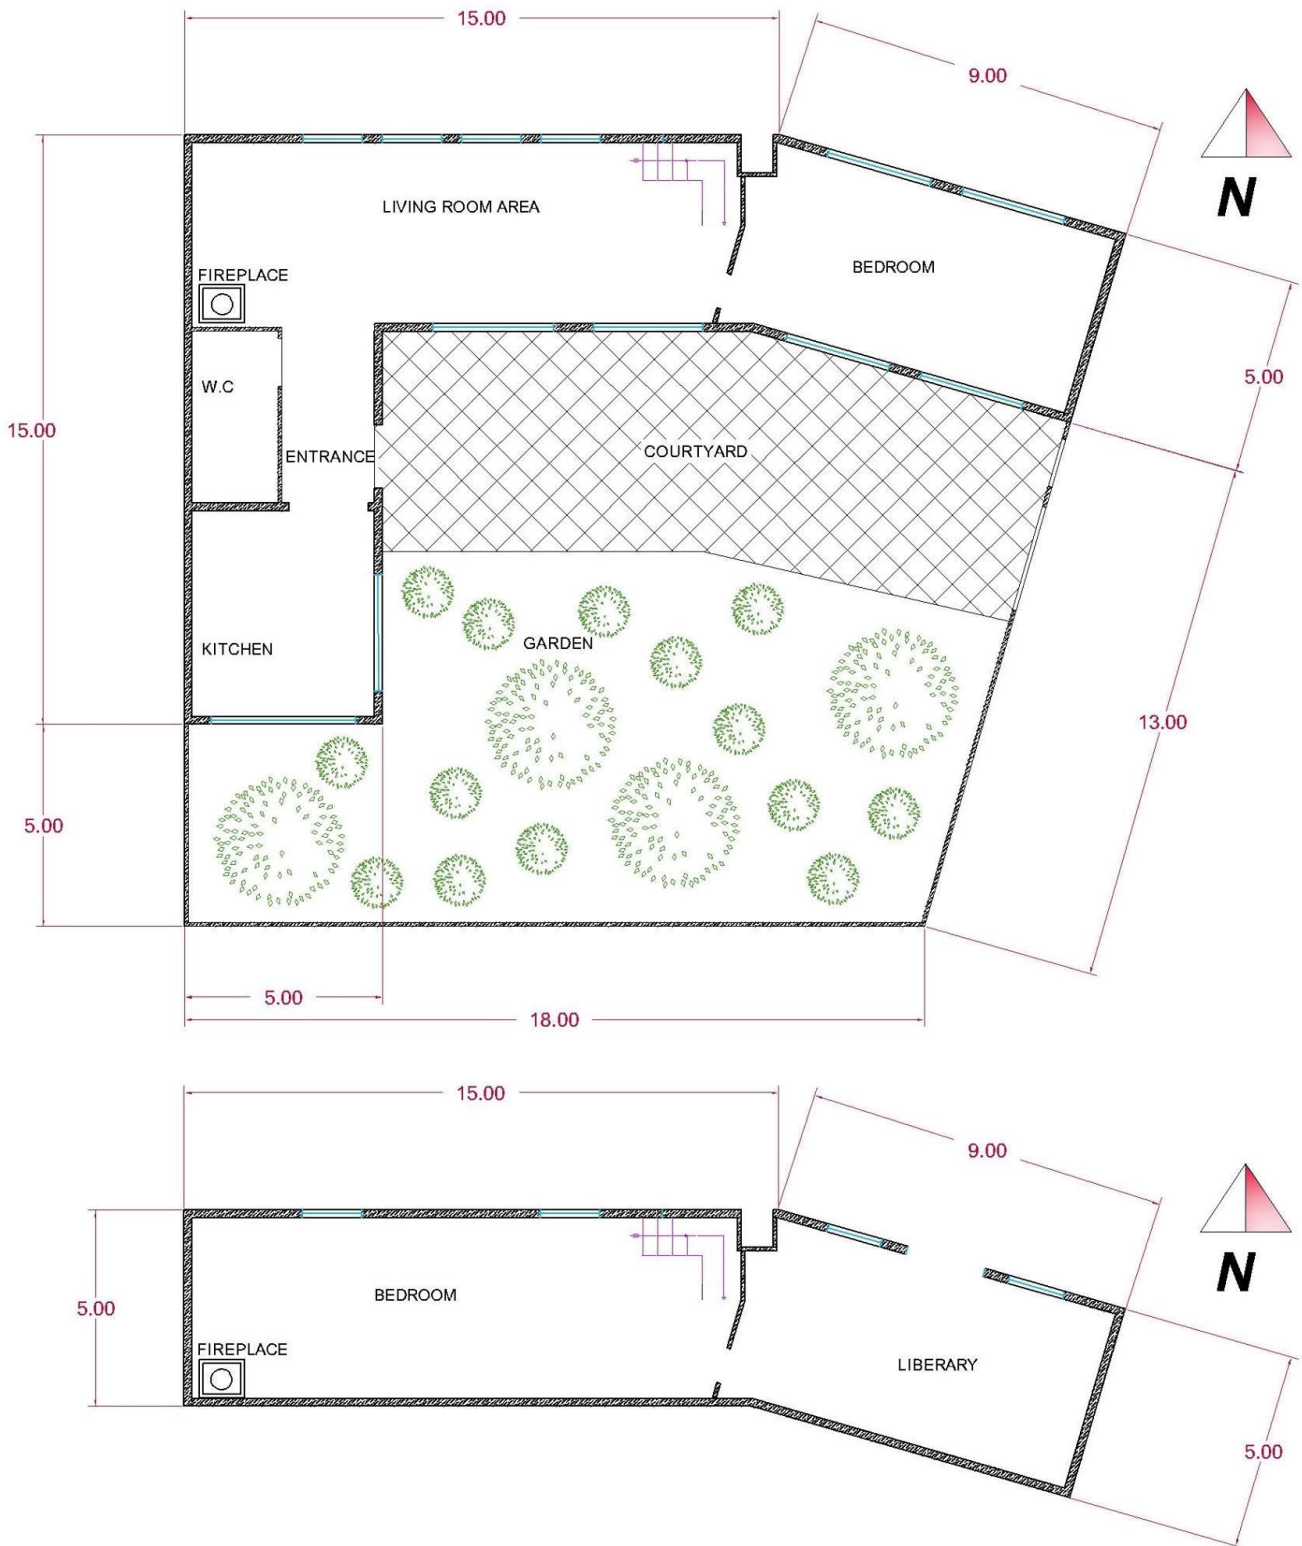 15.00
9.00
N
LIVING ROOM AREA
BEDROOM
FIREPLACE
W.C
5.00
15.00
ENTRANCE
COURTYARD
KITCHEN
GARDEN
13.00
5.00
5.00
18.00
15.00
9.00
N
BEDROOM
5.00
FIREPLACE
LIBERARY
5.00